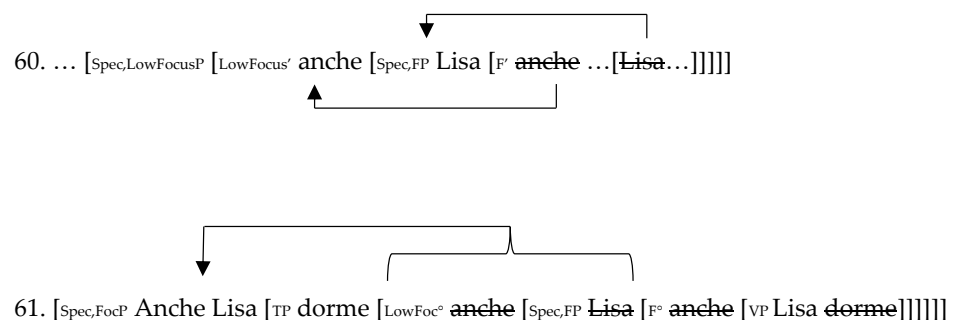 60. … [Spec,LowFocusP [LowFocus' anche [Spec,FP Lisa [F' anche …[Lisa…]]]]]
61. [Spec,FocP Anche Lisa [TP dorme [LowFoc° anche [Spec,FP Lisa [F° anche [VP Lisa dorme]]]]]]